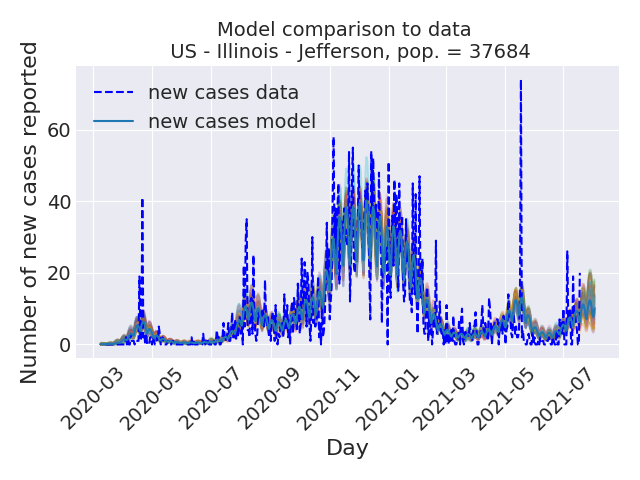 Model comparison to data
US - Illinois - Jefferson, pop. = 37684
Number of new cases reported
60
40
20
0
new cases data
new cases model
2020-03
2020-05
2020-07
2020-09
2020-11
2021-01
2021-03
2021-05
2021-07
Day